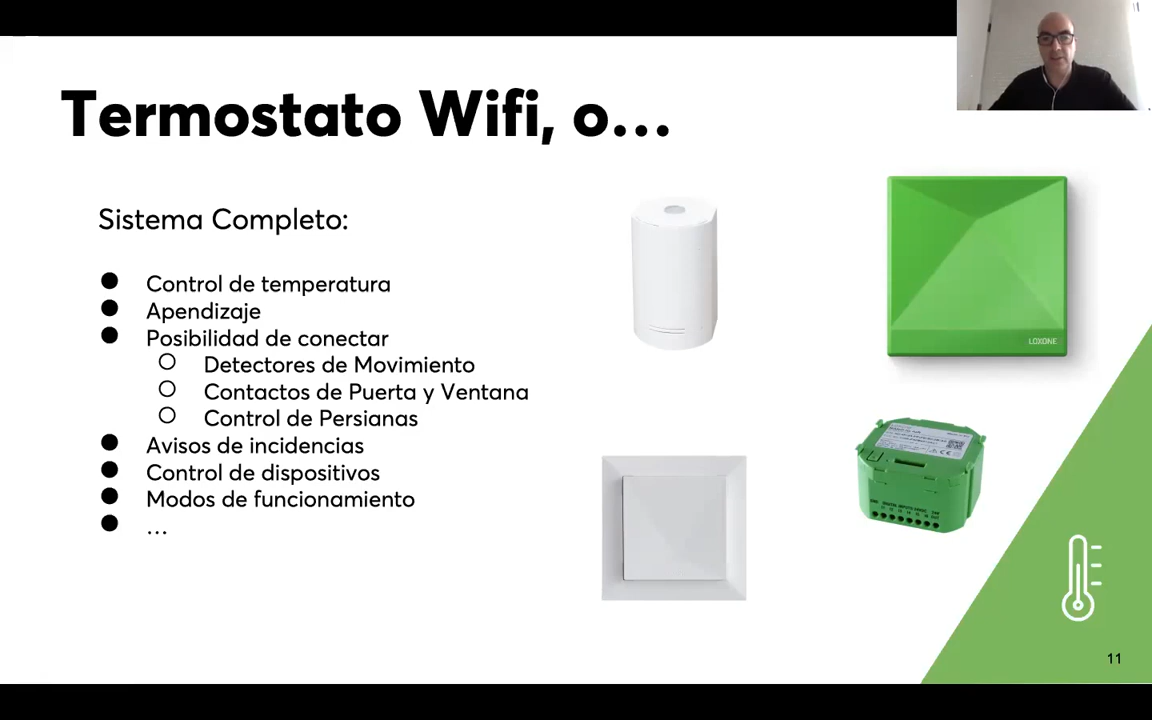 Termostato Wifi, o...
Sistema Completo:
● Control de temperatura
● Apendizaje
● Posibilidad de conectar
○ Detectores de Movimiento
○ Contactos de Puerta y Ventana
○ Control de Persianas
● Avisos de incidencias
● Control de dispositivos
● Modos de funcionamiento
● ...
LOXONE
11